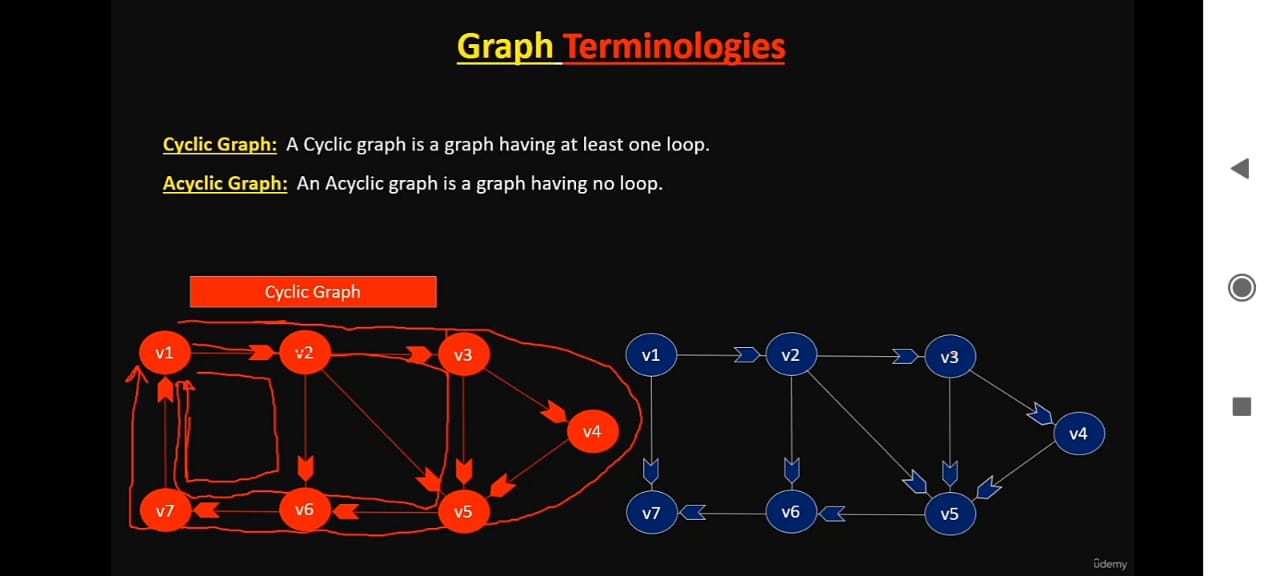 Graph Terminologies
Cyclic Graph: A Cyclic graph is a graph having at least one loop.
Acyclic Graph: An Acyclic graph is a graph having no loop.
Cyclic Graph
v1 v2 v3
v4
v7 v6 v5
v1 v2 v3
v4
v7 v6 v5
ûdemy